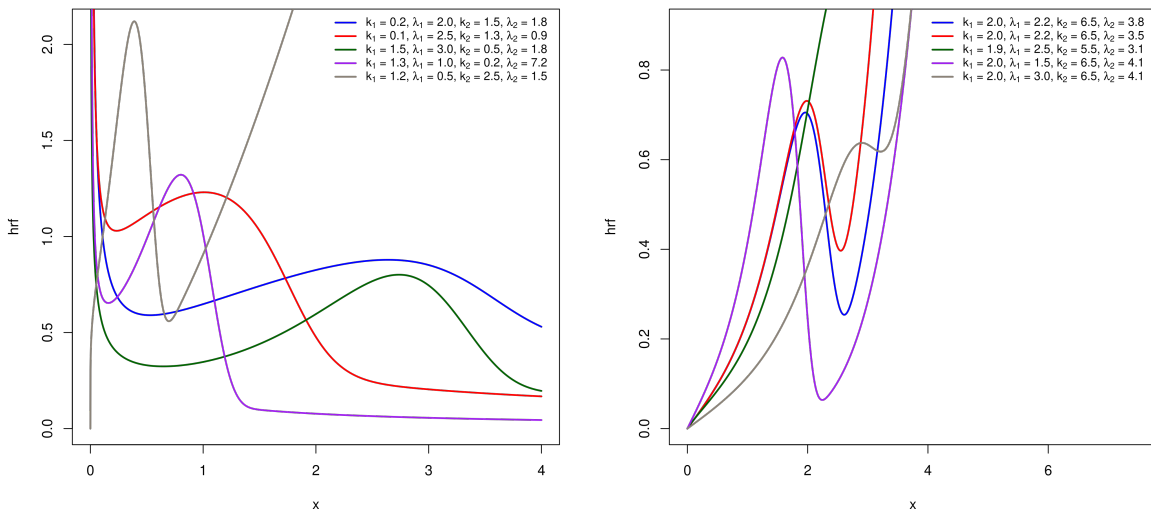 k₁ = 0.2, λ₁ = 2.0, k₂ = 1.5, λ₂ = 1.8
k₁ = 0.1, λ₁ = 2.5, k₂ = 1.3, λ₂ = 0.9
k₁ = 1.5, λ₁ = 3.0, k₂ = 0.5, λ₂ = 1.8
k₁ = 1.3, λ₁ = 1.0, k₂ = 0.2, λ₂ = 7.2
k₁ = 1.2, λ₁ = 0.5, k₂ = 2.5, λ₂ = 1.5
2.0
1.5
1.0
0.5
0.0
hrf
0 1 2 3 4
x
k₁ = 2.0, λ₁ = 2.2, k₂ = 6.5, λ₂ = 3.8
k₁ = 2.0, λ₁ = 2.2, k₂ = 6.5, λ₂ = 3.5
k₁ = 1.9, λ₁ = 2.5, k₂ = 5.5, λ₂ = 3.1
k₁ = 2.0, λ₁ = 1.5, k₂ = 6.5, λ₂ = 4.1
k₁ = 2.0, λ₁ = 3.0, k₂ = 6.5, λ₂ = 4.1
0.8
0.6
0.4
0.2
0.0
hrf
0 2 4 6
x